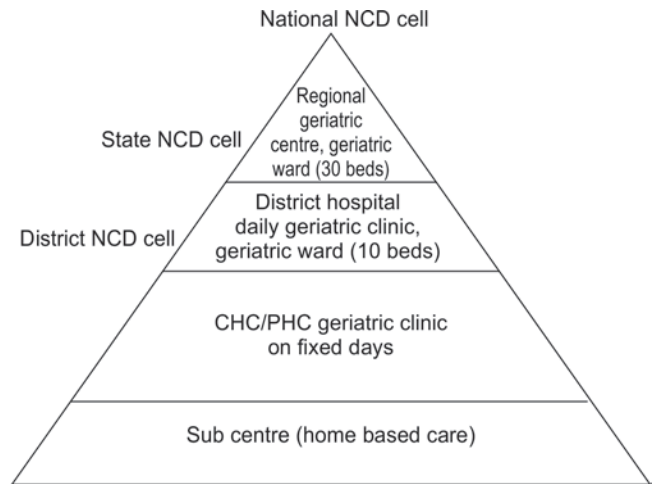 National NCD cell
Regional
geriatric
centre, geriatric
ward (30 beds)
State NCD cell
District hospital
daily geriatric clinic,
geriatric ward (10 beds)
District NCD cell
CHC/PHC geriatric clinic
on fixed days
Sub centre (home based care)